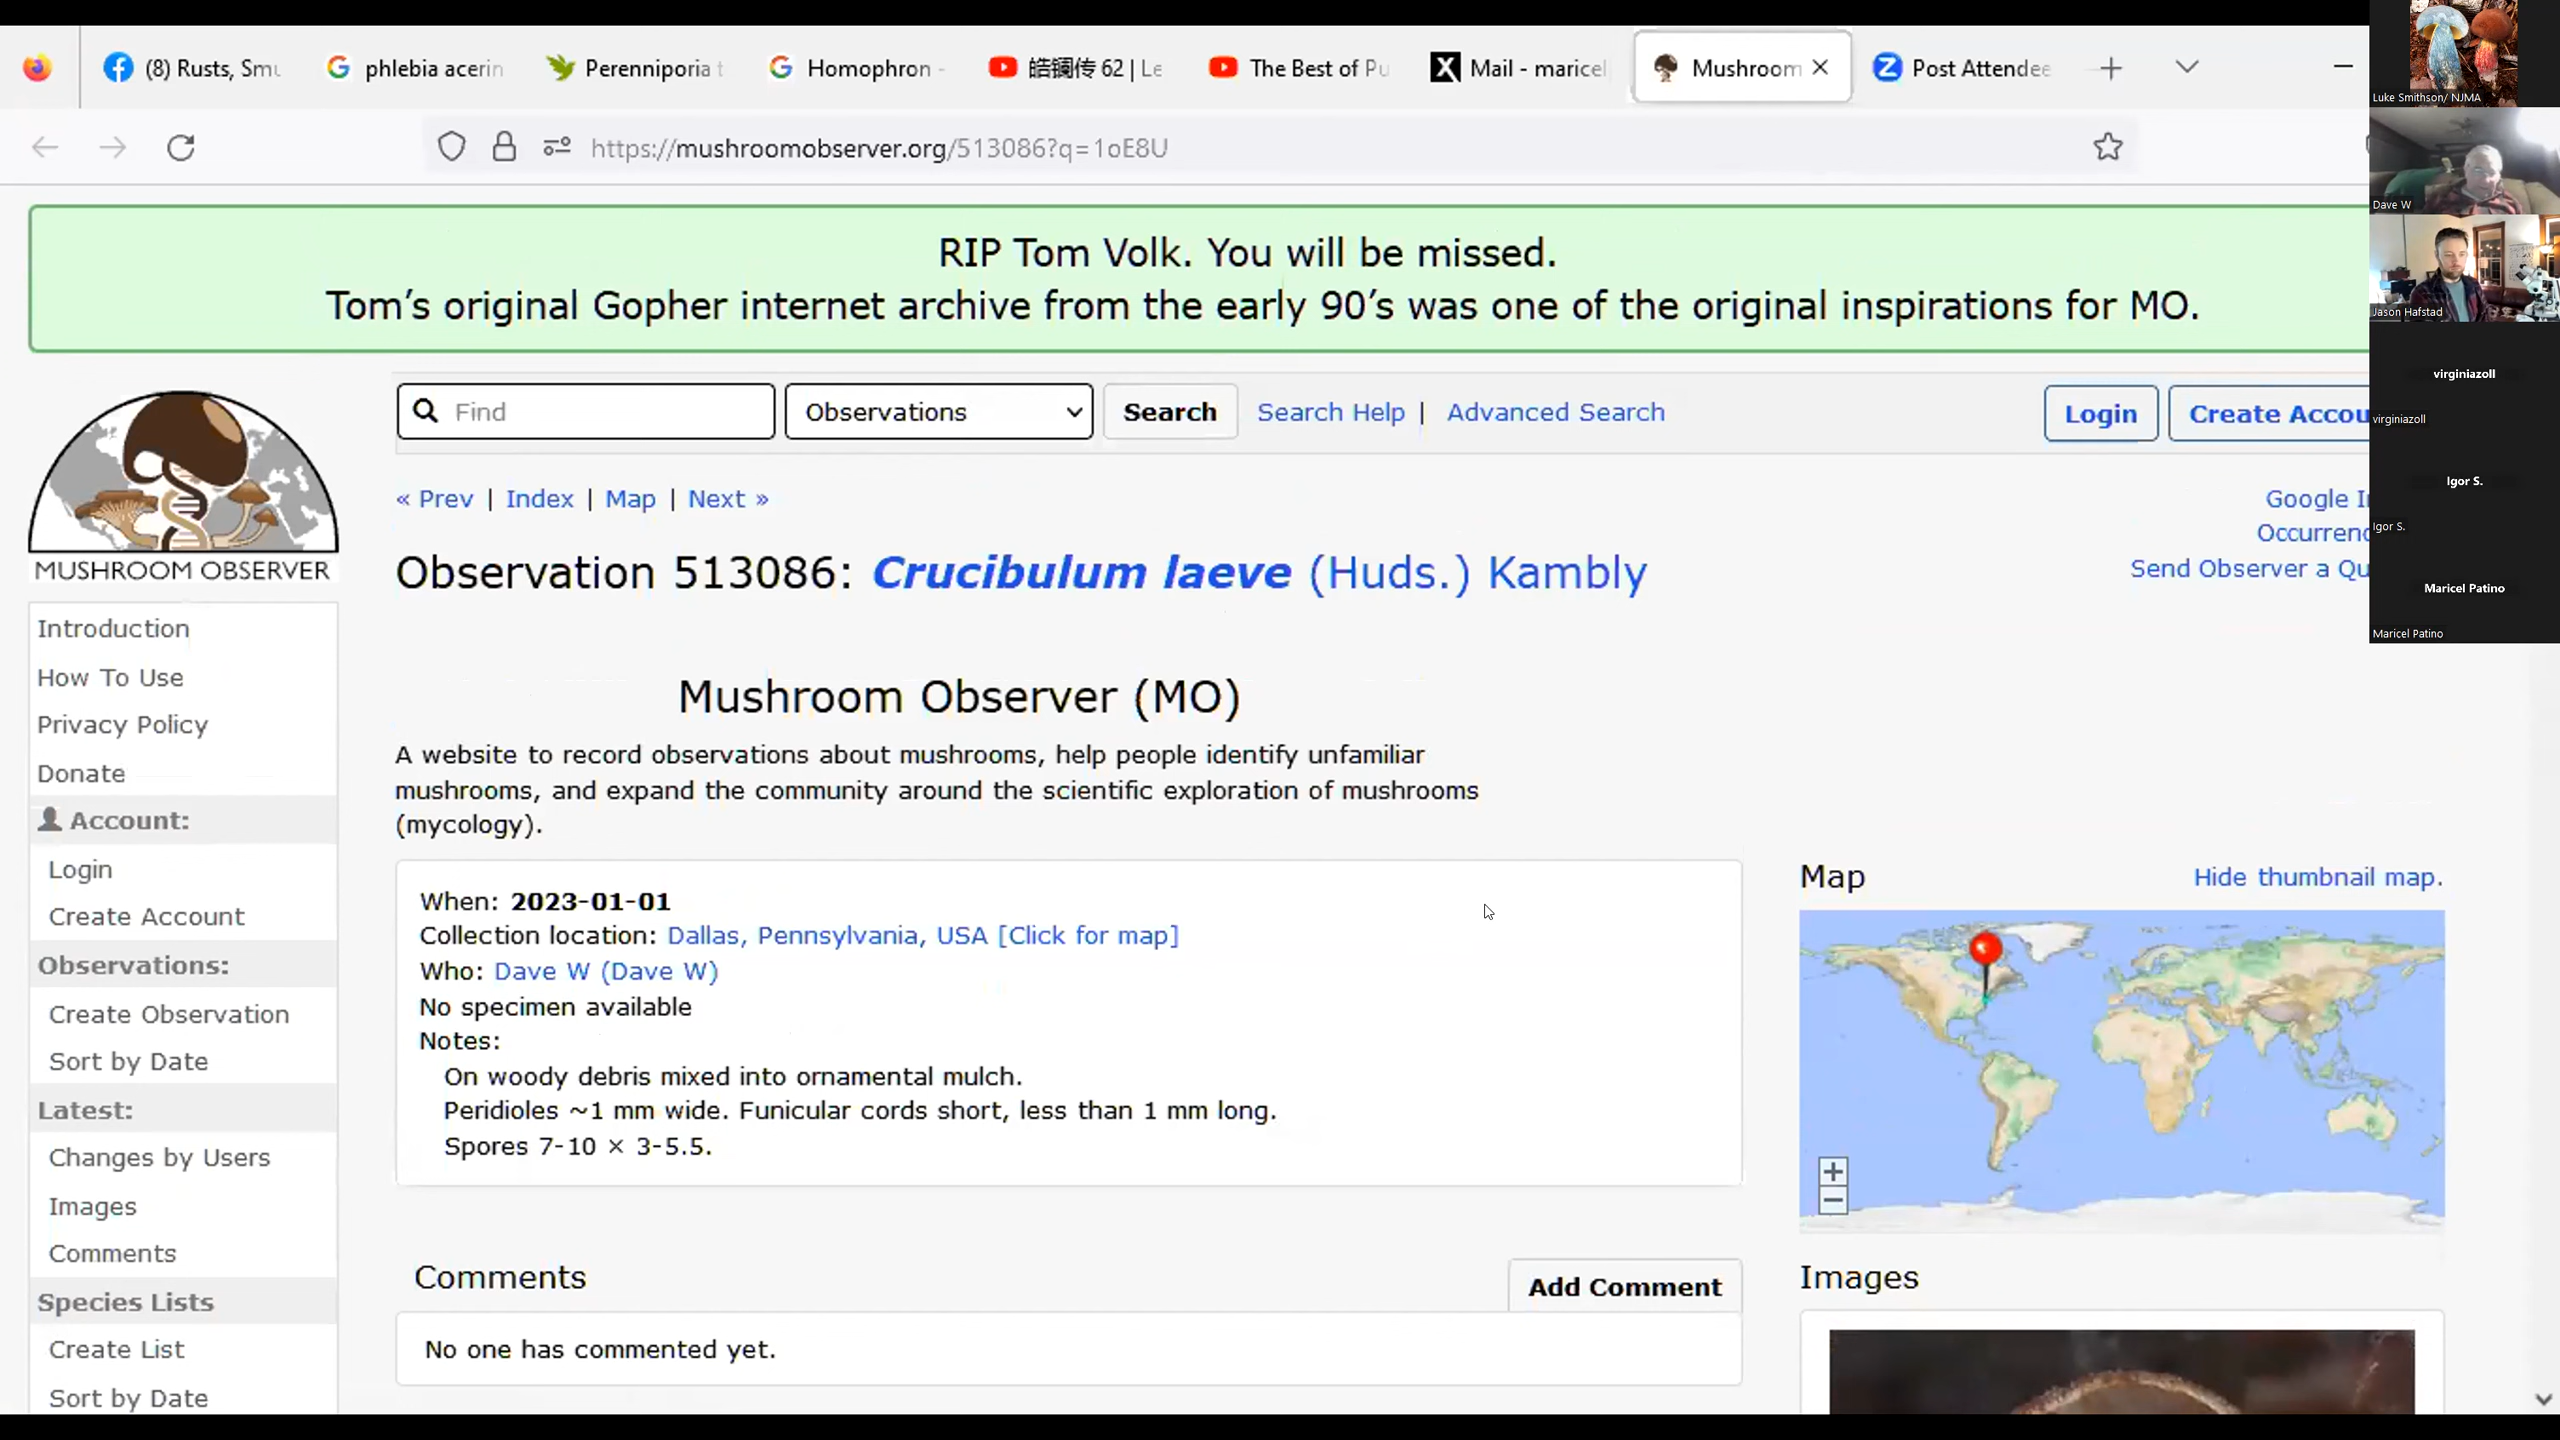 (8) Rusts, Smu
phlebia acerin
Perenniporia t
Homophron -
皓镧传 62 | Le
The Best of Pu
Mail - maricel
Mushroom
Post Attendee
https://mushroomobserver.org/513086?q=1oE8U
RIP Tom Volk. You will be missed.
Tom’s original Gopher internet archive from the early 90’s was one of the original inspirations for MO.
MUSHROOM OBSERVER
Find
Observations
Search
Search Help | Advanced Search
Login
Create Accou
« Prev | Index | Map | Next »
Google I
Occurrenc
Send Observer a Qu
Observation 513086: Crucibulum laeve (Huds.) Kambly
Mushroom Observer (MO)
A website to record observations about mushrooms, help people identify unfamiliar
mushrooms, and expand the community around the scientific exploration of mushrooms
(mycology).
Introduction
How To Use
Privacy Policy
Donate
Account:
Login
Create Account
Observations:
Create Observation
Sort by Date
Latest:
Changes by Users
Images
Comments
Species Lists
Create List
Sort by Date
When: 2023-01-01
Collection location: Dallas, Pennsylvania, USA [Click for map]
Who: Dave W (Dave W)
No specimen available
Notes:
On woody debris mixed into ornamental mulch.
Peridioles ~1 mm wide. Funicular cords short, less than 1 mm long.
Spores 7-10 × 3-5.5.
Comments
Add Comment
No one has commented yet.
Map
Hide thumbnail map.
Images
Luke Smithson/ NJMA
Dave W
Jason Hafstad
virginiazoll
virginiazoll
Igor S.
Igor S.
Maricel Patino
Maricel Patino